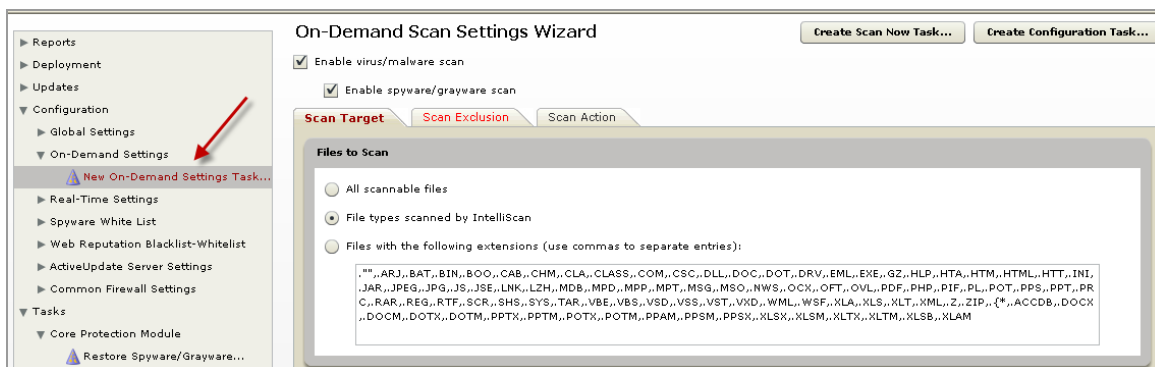 On-Demand Scan Settings Wizard
Create Scan Now Task...
Create Configuration Task...
Reports
Deployment
Updates
Configuration
Global Settings
On-Demand Settings
New On-Demand Settings Task...
Real-Time Settings
Spyware White List
Web Reputation Blacklist-Whitelist
ActiveUpdate Server Settings
Common Firewall Settings
Tasks
Core Protection Module
Restore Spyware/Grayware...
Enable virus/malware scan
Enable spyware/grayware scan
Scan Target
Scan Exclusion
Scan Action
Files to Scan
All scannable files
File types scanned by IntelliScan
Files with the following extensions (use commas to separate entries):
."",.ARJ,.BAT,.BIN,.BOO,.CAB,.CHM,.CLA,.CLASS,.COM,.CSC,.DLL,.DOC,.DOT,.DRV,.EML,.EXE,.GZ,.HLP,.HTA,.HTM,.HTML,.HTT,.INI,
.JAR,.JPEG,.JPG,.JS,.JSE,.LNK,.LZH,.MDB,.MPD,.MPP,.MPT,.MSG,.MSO,.NWS,.OCX,.OFT,.OVL,.PDF,.PHP,.PIF,.PL,.POT,.PPS,.PPT,.PR
C,.RAR,.REG,.RTF,.SCR,.SHS,.SYS,.TAR,.VBE,.VBS,.VSD,.VSS,.VST,.VXD,.WML,.WSF,.XLA,.XLS,.XLT,.XML,.Z,.ZIP,.{*,.ACCDB,.DOCX
,.DOCM,.DOTX,.DOTM,.PPTX,.PPTM,.POTX,.POTM,.PPAM,.PPSM,.PPSX,.XLSX,.XLSM,.XLTX,.XLTM,.XLSB,.XLAM